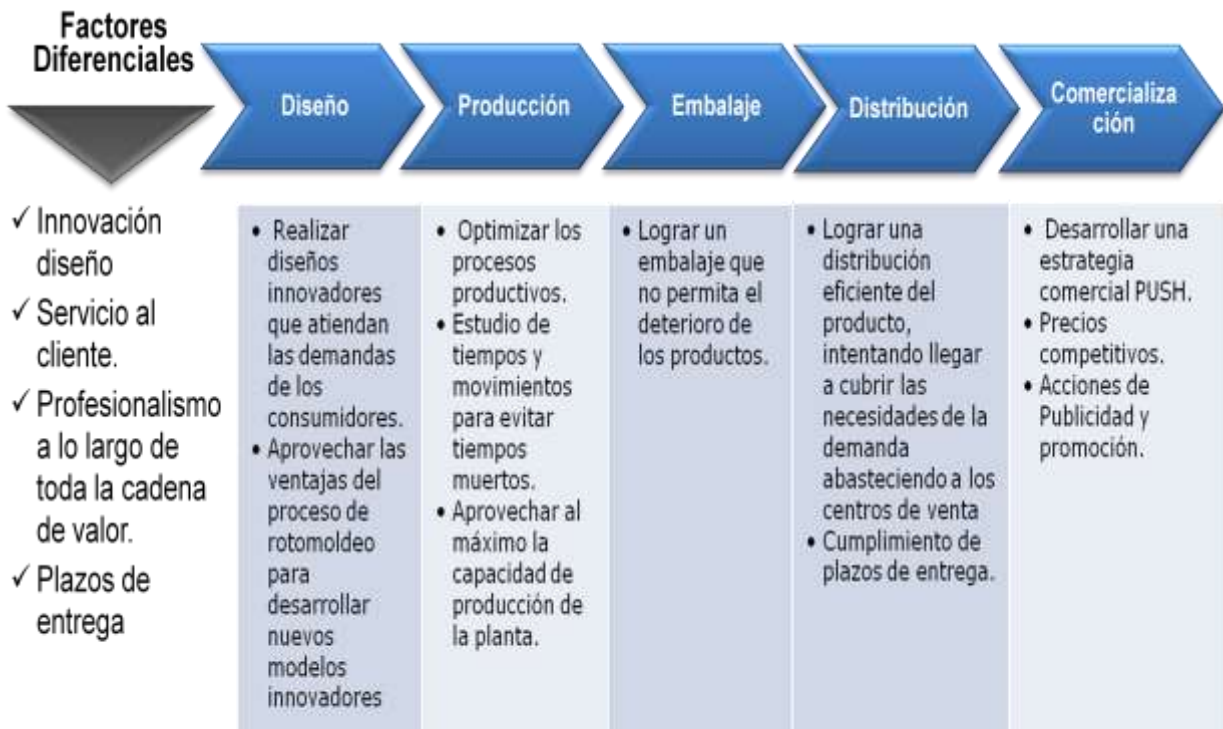 Factores
Diferenciales
Diseño
Producción
Embalaje
Distribución
Comercializa
ción
✓ Innovación
diseño
✓ Servicio al
cliente.
✓ Profesionalismo
a lo largo de
toda la cadena
de valor.
✓ Plazos de
entrega
• Realizar
diseños
innovadores
que atiendan
las demandas
de los
consumidores.
• Aprovechar las
ventajas del
proceso de
rotomoldeo
para
desarrollar
nuevos
modelos
innovadores
• Optimizar los
procesos
productivos.
• Estudio de
tiempos y
movimientos
para evitar
tiempos
muertos.
• Aprovechar al
máximo la
capacidad de
producción de
la planta.
• Lograr un
embalaje que
no permita el
deterioro de
los productos.
• Lograr una
distribución
eficiente del
producto,
intentando llegar
a cubrir las
necesidades de la
demanda
abasteciendo a los
centros de venta
• Cumplimiento de
plazos de entrega.
• Desarrollar una
estrategia
comercial PUSH.
• Precios
competitivos.
• Acciones de
Publicidad y
promoción.